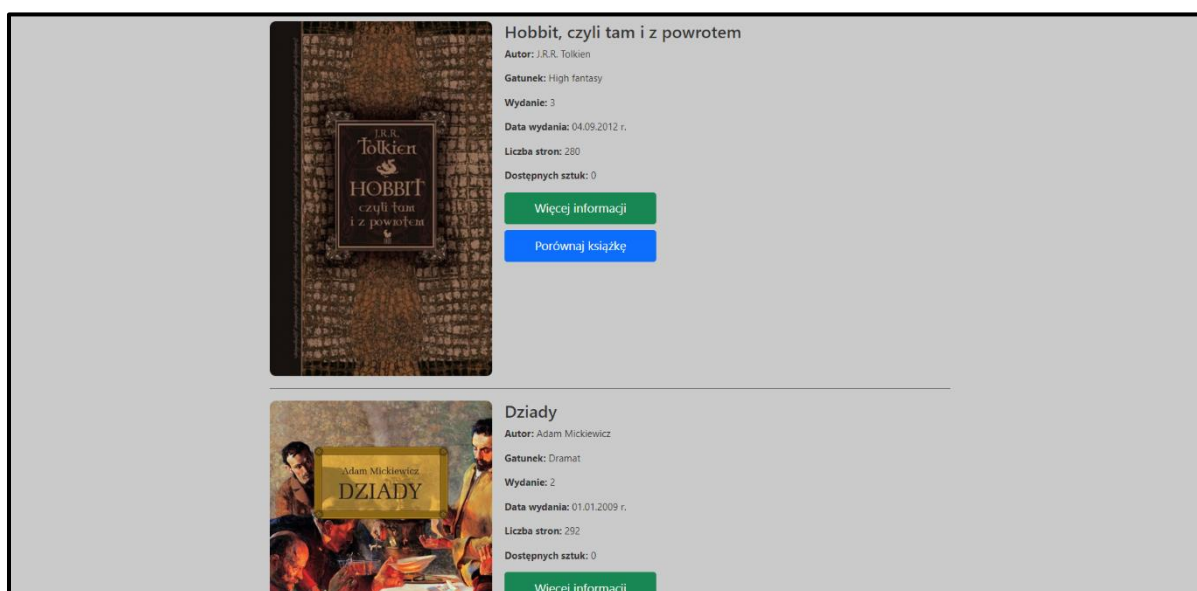 Hobbit, czyli tam i z powrotem
Autor: J.R.R. Tolkien
Gatunek: High fantasy
Wydanie: 3
Data wydania: 04.09.2012 r.
Liczba stron: 280
Dostępnych sztuk: 0
Więcej informacji
Porównaj książkę
J.R.R.
Tolkien
HOBBIT
czyli tam
i z powrotem
Dziady
Autor: Adam Mickiewicz
Gatunek: Dramat
Wydanie: 2
Data wydania: 01.01.2009 r.
Liczba stron: 292
Dostępnych sztuk: 0
Więcej informacji
Adam Mickiewicz
DZIADY